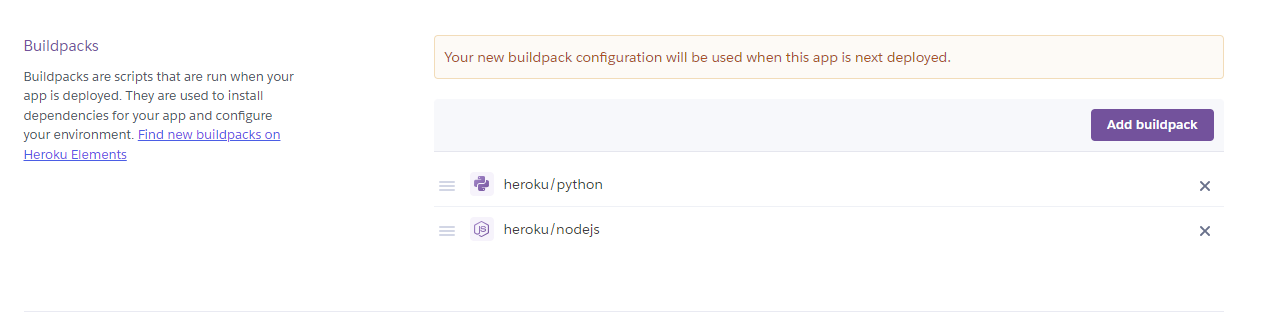 Buildpacks
Buildpacks are scripts that are run when your
app is deployed. They are used to install
dependencies for your app and configure
your environment. Find new buildpacks on
Heroku Elements
Your new buildpack configuration will be used when this app is next deployed.
Add buildpack
heroku/python
JS
heroku/nodejs